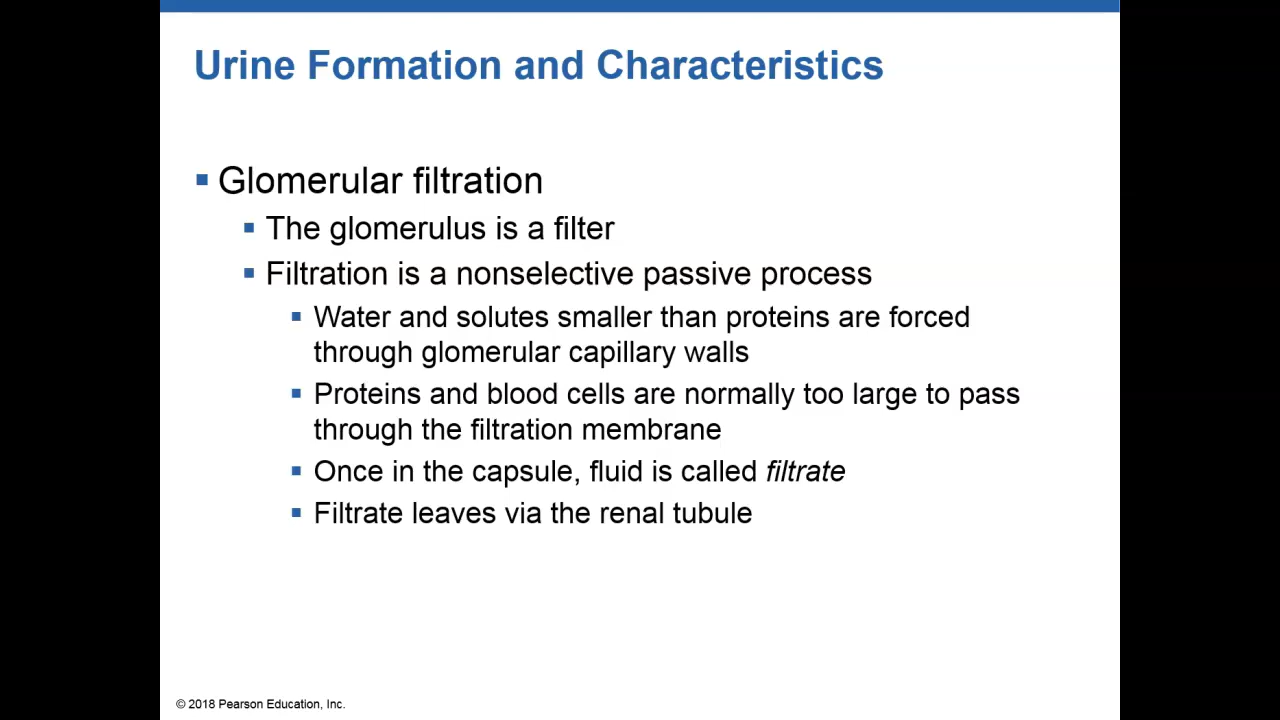 Urine Formation and Characteristics
Glomerular filtration
The glomerulus is a filter
Filtration is a nonselective passive process
Water and solutes smaller than proteins are forced
through glomerular capillary walls
Proteins and blood cells are normally too large to pass
through the filtration membrane
Once in the capsule, fluid is called filtrate
Filtrate leaves via the renal tubule
© 2018 Pearson Education, Inc.